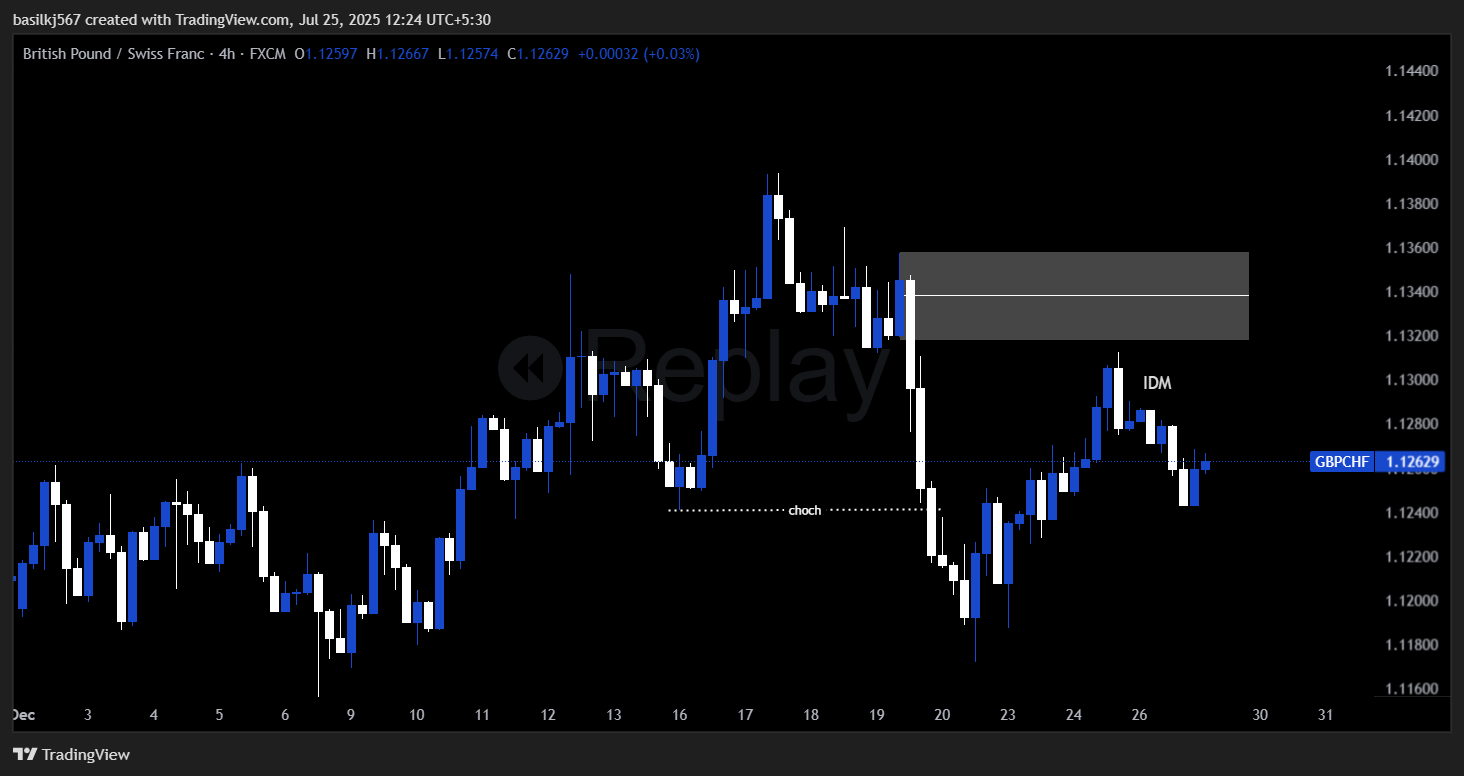 basilkj567 created with TradingView.com, Jul 25, 2025 12:24 UTC+5:30
British Pound / Swiss Franc · 4h · FXCM O1.12597 H1.12667 L1.12574 C1.12629 +0.00032 (+0.03%)
1.14400
1.14200
1.14000
1.13800
1.13600
1.13400
1.13200
Replay
1.13000
IDM
1.12800
GBPCHF 1.12629
choch
1.12400
1.12200
1.12000
1.11800
1.11600
Dec 3 4 5 6 9 10 11 12 13 16 17 18 19 20 23 24 26 30 31
TradingView